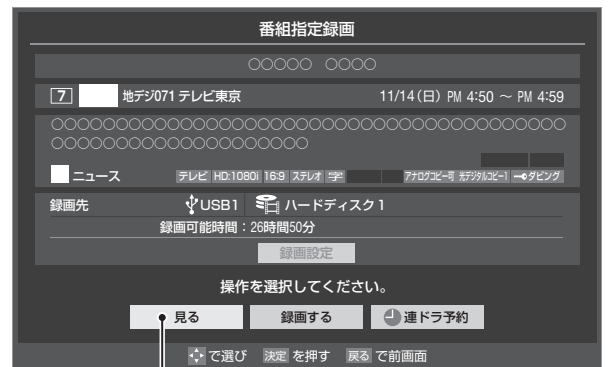 番組指定録画
○○○○○ ○○○○
7 地デジ071 テレビ東京 11/14(日) PM 4:50 ~ PM 4:59
○○○○○○○○○○○○○○○○○○○○○○○○○○○○○○○○○○○○○○○
○○○○○○○○○○○○○○○○○○○○
ニュース テレビ HD:1080i 16:9 ステレオ 字 アナログコピー可 光デジタルコピー1 ダビング
録画先 USB1 ハードディスク1
録画可能時間：26時間50分
録画設定
操作を選択してください。
見る 録画する 連ドラ予約
で選び 決定 を押す 戻る で前画面